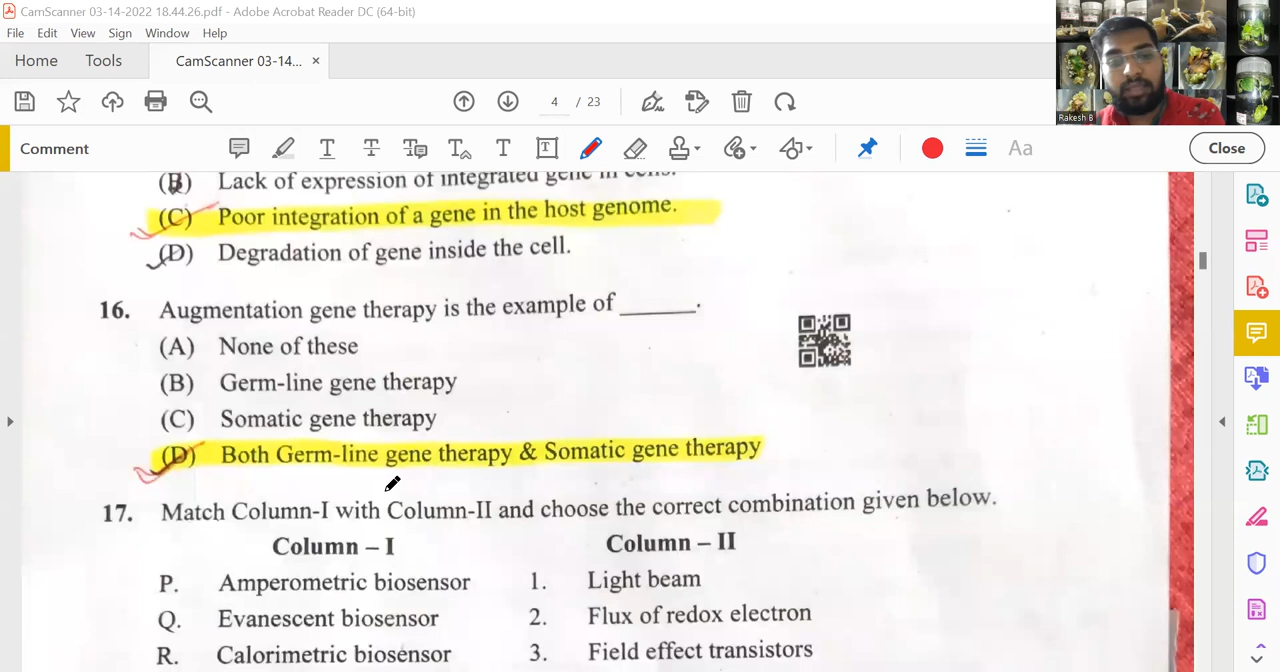 CamScanner 03-14-2022 18.44.26.pdf - Adobe Acrobat Reader DC (64-bit)
File Edit View Sign Window Help
Home Tools CamScanner 03-14... ×
4 / 23
Rakesh B
Comment
Aa
Close
(B) Lack of expression of integrated gene in cells.
(C) Poor integration of a gene in the host genome.
(D) Degradation of gene inside the cell.
16. Augmentation gene therapy is the example of ______.
(A) None of these
(B) Germ-line gene therapy
(C) Somatic gene therapy
(D) Both Germ-line gene therapy & Somatic gene therapy
17. Match Column-I with Column-II and choose the correct combination given below.
Column – I Column – II
P. Amperometric biosensor 1. Light beam
Q. Evanescent biosensor 2. Flux of redox electron
R. Calorimetric biosensor 3. Field effect transistors